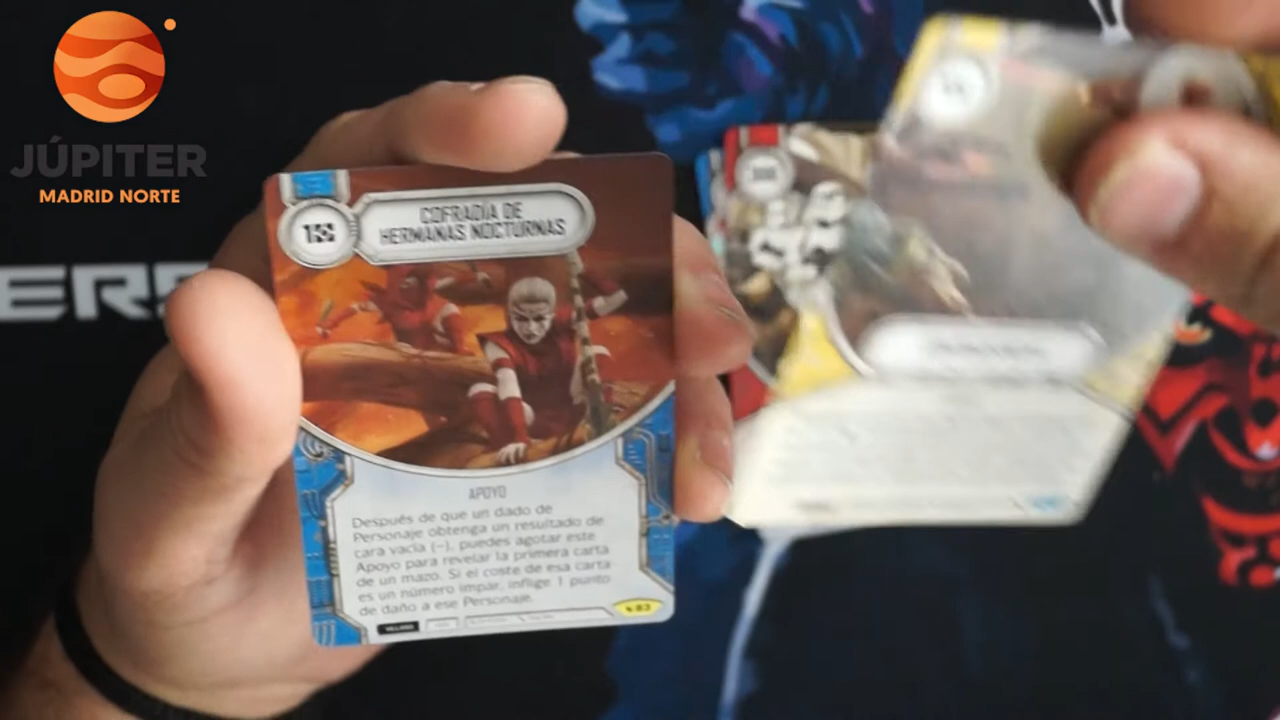 JÚPITER
MADRID NORTE
ERS
1
COFRADÍA DE
HERMANAS NOCTURNAS
APOYO
Después de que un dado de
Personaje obtenga un resultado de
cara vacía (–), puedes agotar este
Apoyo para revelar la primera carta
de un mazo. Si el coste de esa carta
es un número impar, inflige 1 punto
de daño a ese Personaje.